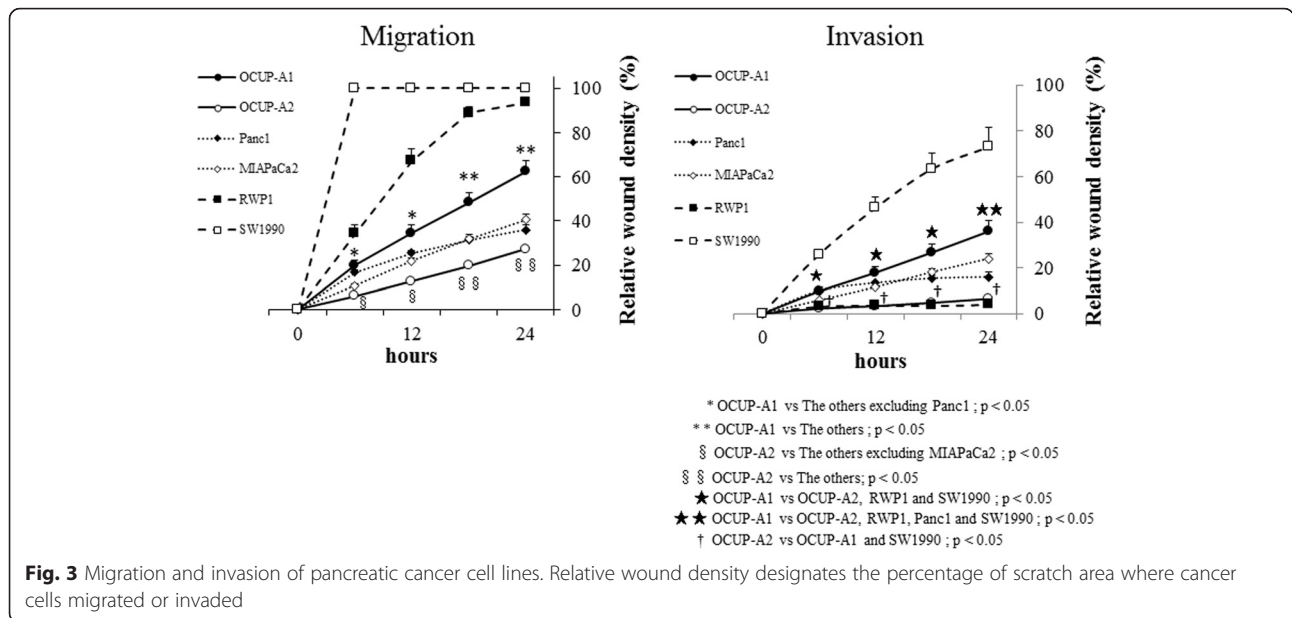 Migration
OCUP-A1
OCUP-A2
Panc1
MIAPaCa2
RWP1
SW1990
100
80
60
40
20
0
Relative wound density (%)
*
*
**
**
§
§
§ §
§ §
0
12
24
hours
Invasion
OCUP-A1
OCUP-A2
Panc1
MIAPaCa2
RWP1
SW1990
100
80
60
40
20
0
Relative wound density (%)
★
★
★
★★
†
†
†
†
0
12
24
hours
* OCUP-A1 vs The others excluding Panc1 ; p < 0.05
* * OCUP-A1 vs The others ; p < 0.05
§ OCUP-A2 vs The others excluding MIAPaCa2 ; p < 0.05
§ § OCUP-A2 vs The others; p < 0.05
★ OCUP-A1 vs OCUP-A2, RWP1 and SW1990 ; p < 0.05
★ ★ OCUP-A1 vs OCUP-A2, RWP1, Panc1 and SW1990 ; p < 0.05
† OCUP-A2 vs OCUP-A1 and SW1990 ; p < 0.05
Fig. 3 Migration and invasion of pancreatic cancer cell lines. Relative wound density designates the percentage of scratch area where cancer
cells migrated or invaded